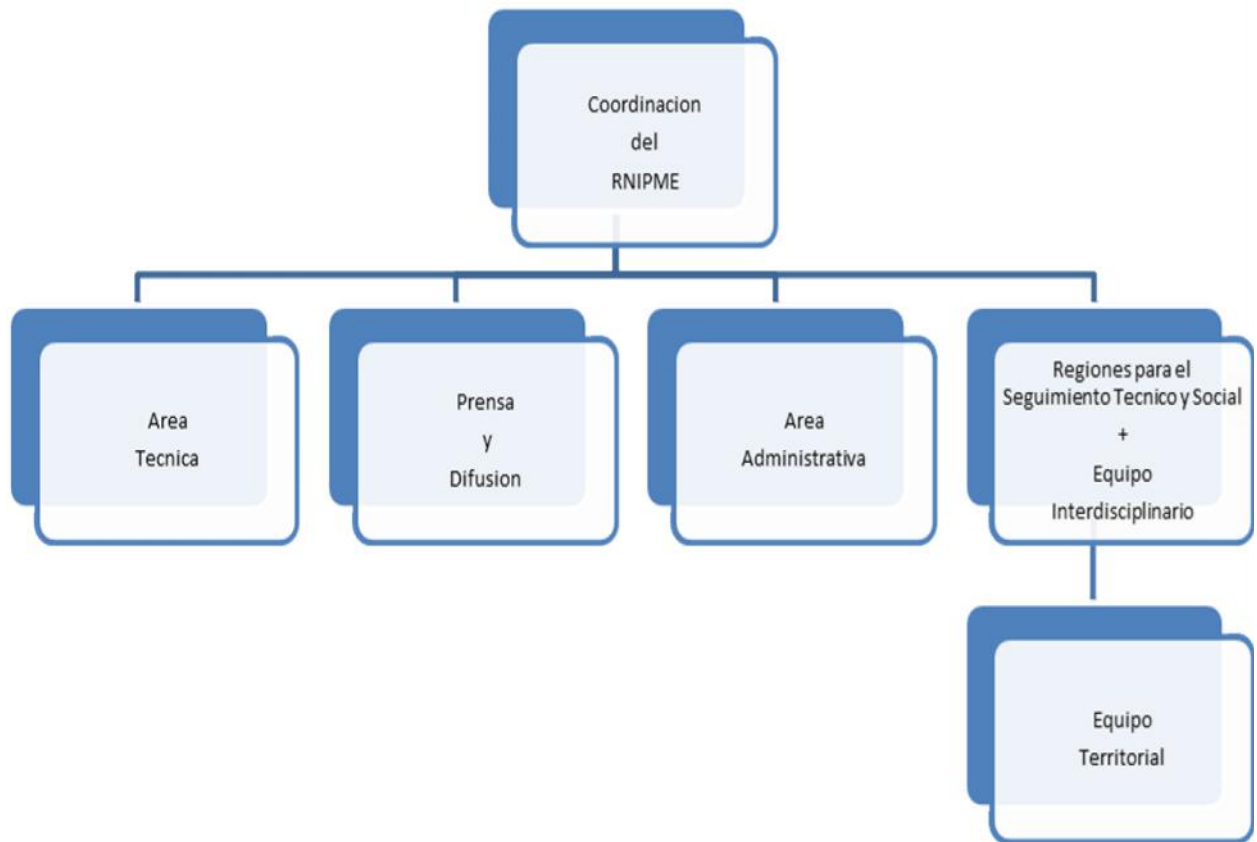 Coordinacion
del
RNIPME
Area
Tecnica
Prensa
y
Difusion
Area
Administrativa
Regiones para el
Seguimiento Tecnico y Social
+
Equipo
Interdisciplinario
Equipo
Territorial